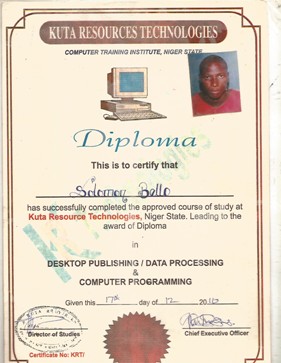 KUTA RESOURCES TECHNOLOGIES
COMPUTER TRAINING INSTITUTE, NIGER STATE
Diploma
This is to certify that
Solomon Bello
has successfully completed the approved course of study at
Kuta Resource Technologies, Niger State. Leading to the
award of Diploma
in
DESKTOP PUBLISHING / DATA PROCESSING
&
COMPUTER PROGRAMMING
Given this 17th day of 12 20
Director of Studies
Chief Executive Officer
Certificate No: KRT/